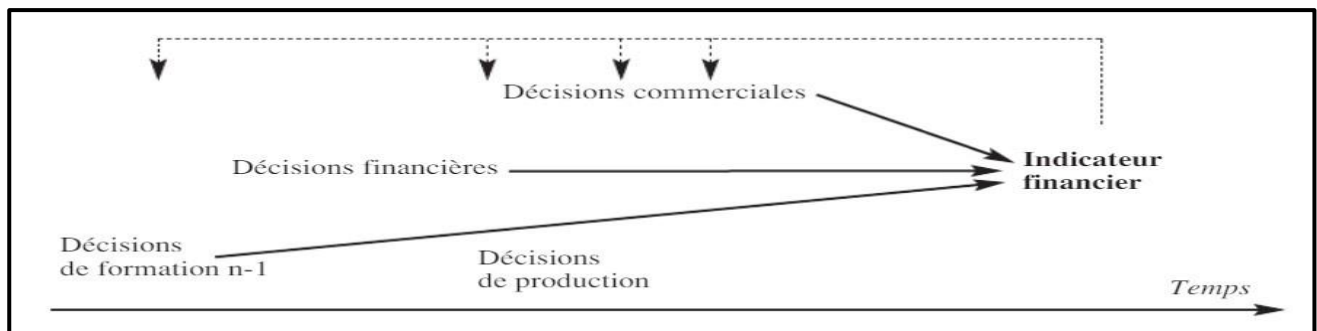 Décisions commerciales
Décisions financières
Indicateur
financier
Décisions
de formation n-1
Décisions
de production
Temps